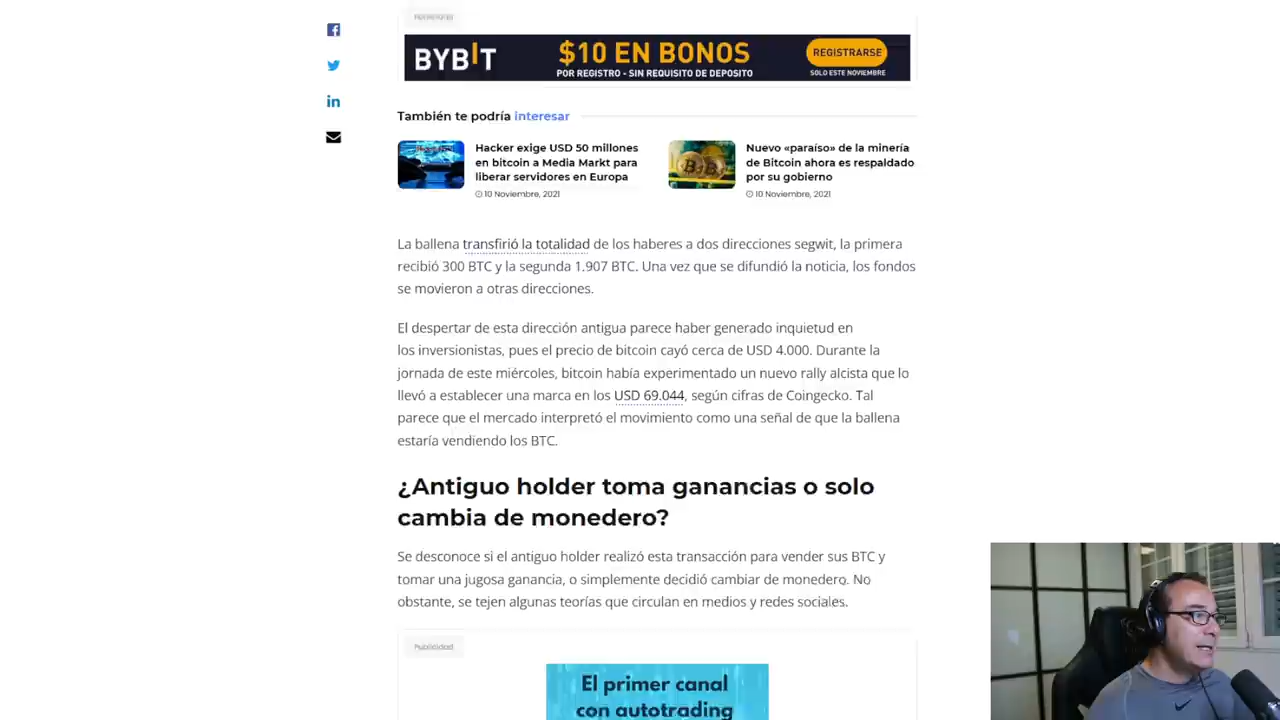 Publicidad
BYBIT
$10 EN BONOS
POR REGISTRO - SIN REQUISITO DE DEPOSITO
REGISTRARSE
SOLO ESTE NOVIEMBRE
También te podría interesar
Hacker exige USD 50 millones
en bitcoin a Media Markt para
liberar servidores en Europa
10 Noviembre, 2021
Nuevo «paraíso» de la minería
de Bitcoin ahora es respaldado
por su gobierno
10 Noviembre, 2021
La ballena transfirió la totalidad de los haberes a dos direcciones segwit, la primera
recibió 300 BTC y la segunda 1.907 BTC. Una vez que se difundió la noticia, los fondos
se movieron a otras direcciones.
El despertar de esta dirección antigua parece haber generado inquietud en
los inversionistas, pues el precio de bitcoin cayó cerca de USD 4.000. Durante la
jornada de este miércoles, bitcoin había experimentado un nuevo rally alcista que lo
llevó a establecer una marca en los USD 69.044, según cifras de Coingecko. Tal
parece que el mercado interpretó el movimiento como una señal de que la ballena
estaría vendiendo los BTC.
¿Antiguo holder toma ganancias o solo
cambia de monedero?
Se desconoce si el antiguo holder realizó esta transacción para vender sus BTC y
tomar una jugosa ganancia, o simplemente decidió cambiar de monedero. No
obstante, se tejen algunas teorías que circulan en medios y redes sociales.
Publicidad
El primer canal
con autotrading